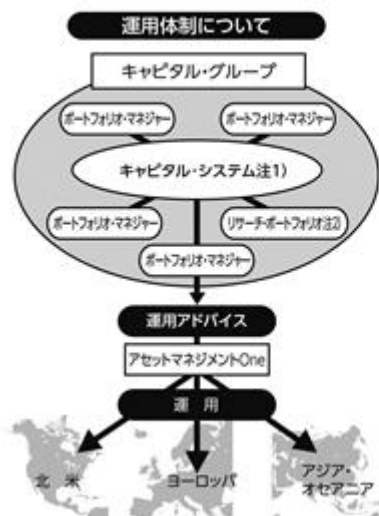 運用体制について
キャピタル・グループ
ポートフォリオ・マネジャー
ポートフォリオ・マネジャー
キャピタル・システム注1)
ポートフォリオ・マネジャー
リサーチ・ポートフォリオ注2)
ポートフォリオ・マネジャー
運用アドバイス
アセットマネジメントOne
運用
北米
ヨーロッパ
アジア・
オセアニア